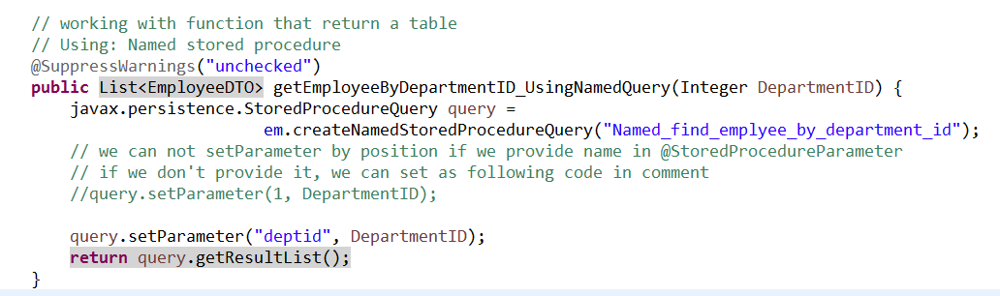 // working with function that return a table
// Using: Named stored procedure
@SuppressWarnings("unchecked")
public List<EmployeeDTO> getEmployeeByDepartmentID_UsingNamedQuery(Integer DepartmentID) {
javax.persistence.StoredProcedureQuery query =
em.createNamedStoredProcedureQuery("Named_find_emplyee_by_department_id");
// we can not setParameter by position if we provide name in @StoredProcedureParameter
// if we don't provide it, we can set as following code in comment
//query.setParameter(1, DepartmentID);
query.setParameter("deptid", DepartmentID);
return query.getResultList();
}